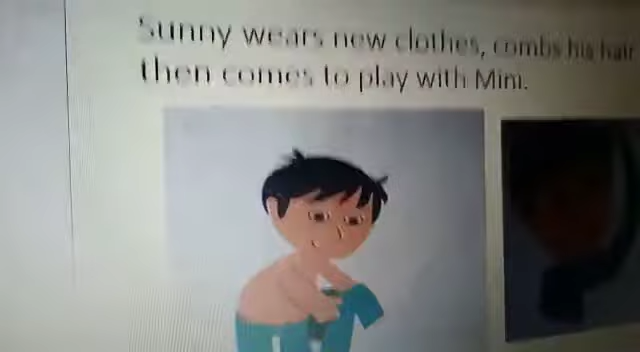 Sunny wears new clothes, combs his hair
then comes to play with Mini.